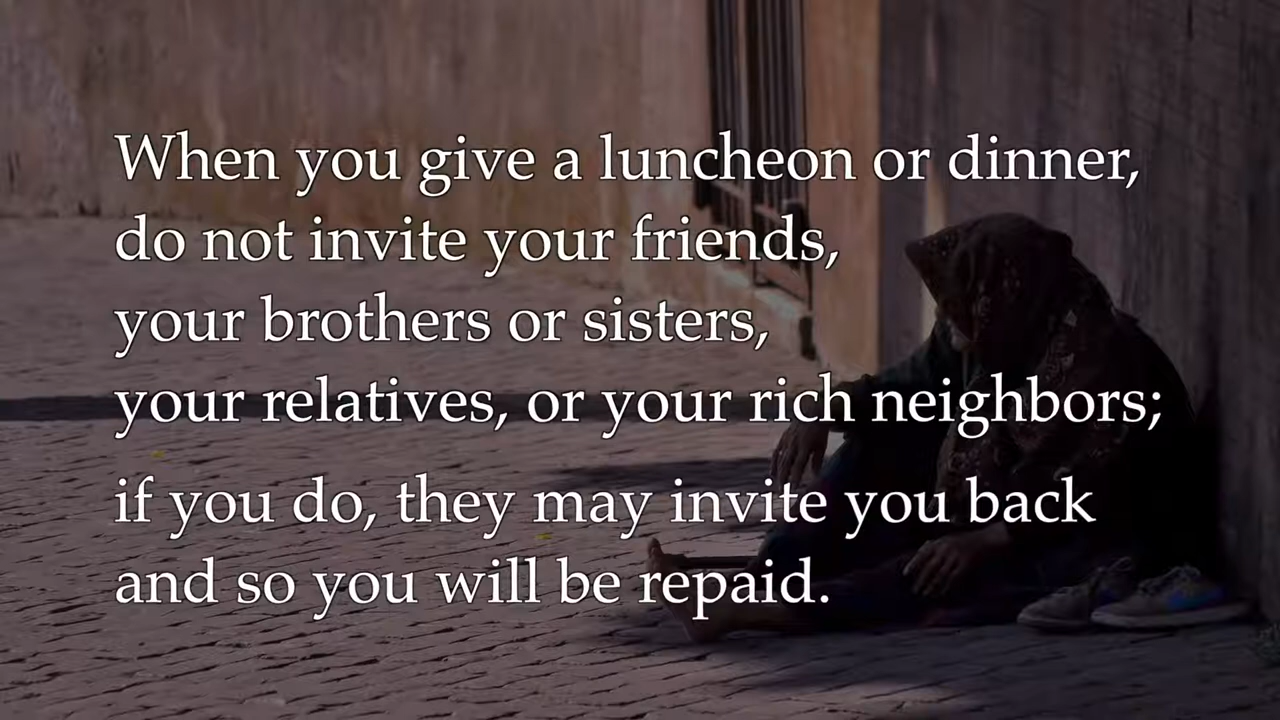 When you give a luncheon or dinner,
do not invite your friends,
your brothers or sisters,
your relatives, or your rich neighbors;
if you do, they may invite you back
and so you will be repaid.